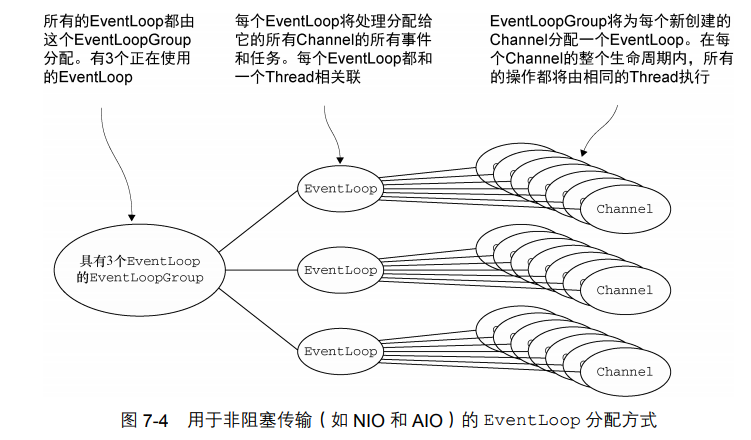 所有的EventLoop都由
这个EventLoopGroup
分配。有3个正在使用
的EventLoop
每个EventLoop将处理分配给
它的所有Channel的所有事件
和任务。每个EventLoop都和
一个Thread相关联
EventLoopGroup将为每个新创建的
Channel分配一个EventLoop。在每
个Channel的整个生命周期内，所有
的操作都将由相同的Thread执行
EventLoop
Channel
具有3个EventLoop
的EventLoopGroup
EventLoop
Channel
EventLoop
Channel
图 7-4 用于非阻塞传输（如 NIO 和 AIO）的 EventLoop 分配方式